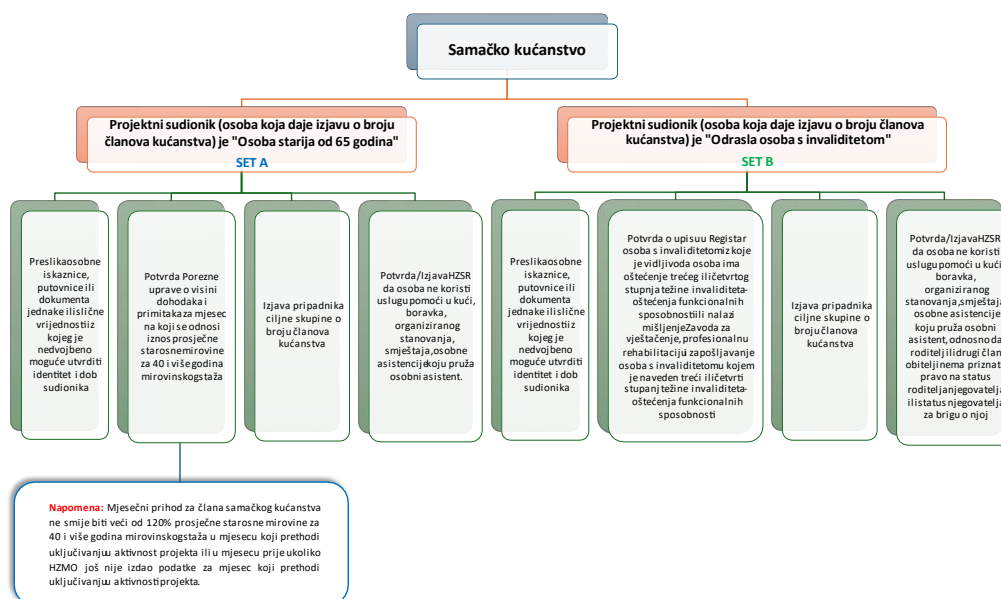 Samačko kućanstvo
Projektni sudionik (osoba koja daje izjavu o broju
članova kućanstva) je "Osoba starija od 65 godina"
SET A
Projektni sudionik (osoba koja daje izjavu o broju članova
kućanstva) je "Odrasla osoba s invaliditetom"
SET B
Preslikaosobne
iskaznice,
putovnice ili
dokumenta
jednake ilislične
vrijednostiiz
kojeg je
nedvojbeno
moguće utvrditi
identitet i dob
sudionika
Potvrda Porezne
uprave o visini
dohodaka i
primitakaza mjesec
na koji se odnosi
iznos prosječne
starosnemirovine
za 40 i više godina
mirovinskogstaža
Izjava pripadnika
ciljne skupine o
broju članova
kućanstva
Potvrda/IzjavaHZSR
da osoba ne koristi
uslugu pomoći u kući,
boravka,
organiziranog
stanovanja,
smještaja,osobne
asistencijekoju pruža
osobni asistent.
Preslikaosobne
iskaznice,
putovnice ili
dokumenta
jednake ilislične
vrijednostiiz
kojeg je
nedvojbeno
moguće utvrditi
identitet i dob
sudionika
Potvrda o upisuu Registar
osoba s invaliditetomiz koje
je vidljivoda osoba ima
oštećenje trećeg iličetvrtog
stupnja težine invaliditeta-
oštećenja funkcionalnih
sposobnostiili nalazi
mišljenjeZavoda za
vještačenje, profesionalnu
rehabilitaciju zapošljavanje
osoba s invaliditetomu kojem
je naveden treći iličetvrti
stupanj težine invaliditeta-
oštećenja funkcionalnih
sposobnosti
Izjava pripadnika
ciljne skupine o
broju članova
kućanstva
Potvrda/IzjavaHZSR
da osoba ne koristi
uslugu pomoći u kući,
boravka,
organiziranog
stanovanja,smještaja,
osobne asistencije
koju pruža osobni
asistent,odnosno da
roditelj ilidrugi član
obiteljinema priznato
pravo na status
roditeljanjegovatelja
ilistatus njegovatelja
za brigu o njoj
Napomena: Mjesečni prihod za člana samačkog kućanstva
ne smije biti veći od 120% prosječne starosne mirovine za
40 i više godina mirovinskogstaža u mjesecu koji prethodi
uključivanjuu aktivnost projekta ili u mjesecu prije ukoliko
HZMO još nije izdao podatke za mjesec koji prethodi
uključivanjuu aktivnostiprojekta.